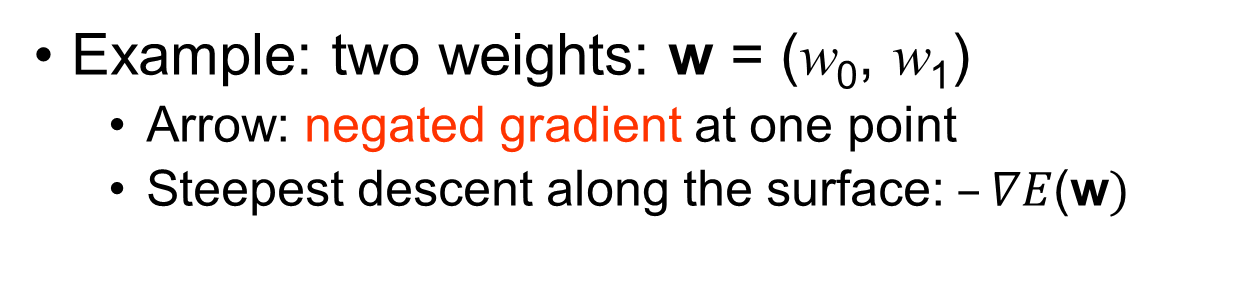 • Example: two weights: w = (w₀, w₁)
• Arrow: negated gradient at one point
• Steepest descent along the surface: – ∇E(w)